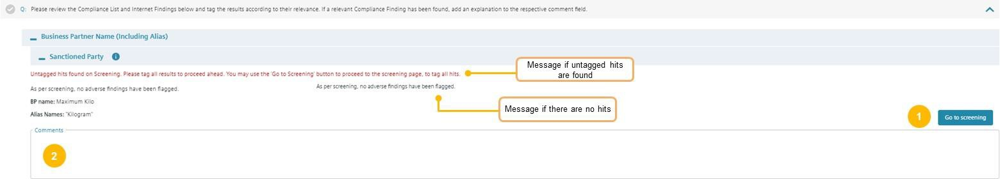 Q: Please review the Compliance List and Internet Findings below and tag the results according to their relevance. If a relevant Compliance Finding has been found, add an explanation to the respective comment field.
Business Partner Name (Including Alias)
Sanctioned Party i
Untagged hits found on Screening. Please tag all results to proceed ahead. You may use the 'Go to Screening' button to proceed to the screening page, to tag all hits.
Message if untagged hits
are found
As per screening, no adverse findings have been flagged.
As per screening, no adverse findings have been flagged.
BP name: Maximum Kilo
Message if there are no hits
Alias Names: "Kilogram"
1
Go to screening
Comments
2